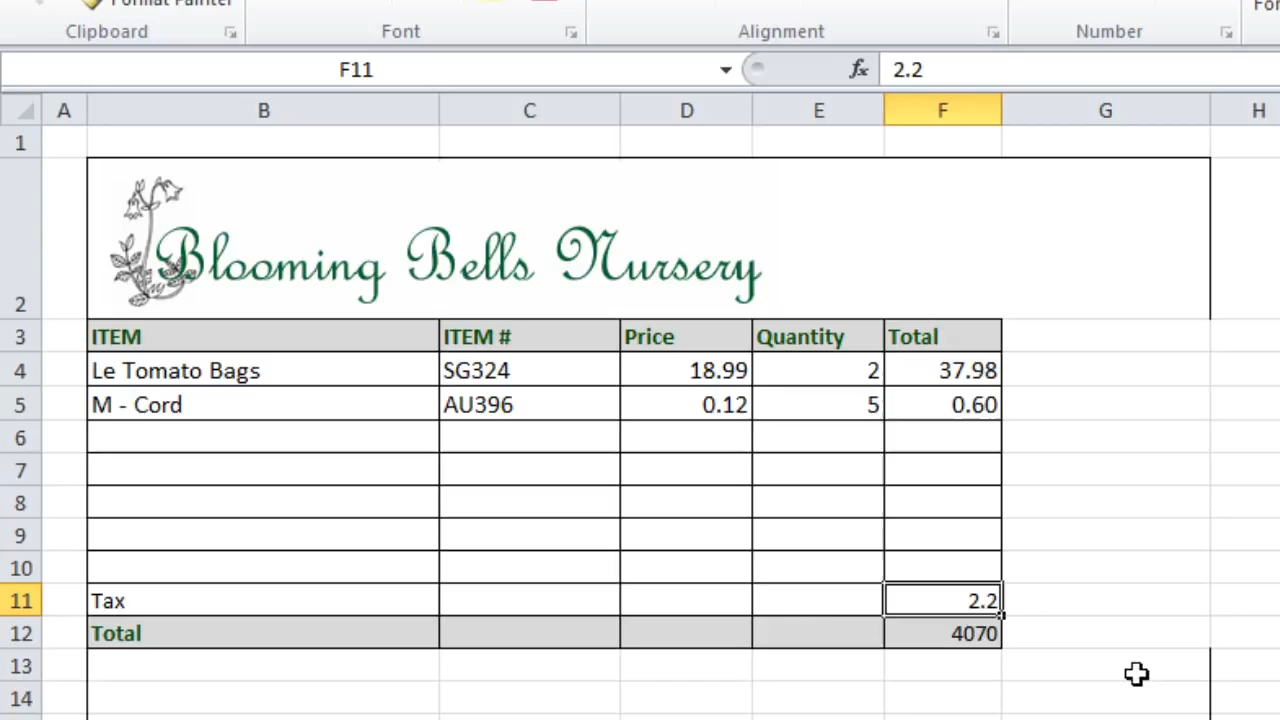 Format Painter
Clipboard Font Alignment Number
F11 fx 2.2
A B C D E F G H
1
2 Blooming Bells Nursery
3 ITEM ITEM # Price Quantity Total
4 Le Tomato Bags SG324 18.99 2 37.98
5 M - Cord AU396 0.12 5 0.60
6
7
8
9
10
11 Tax 2.2
12 Total 4070
13
14